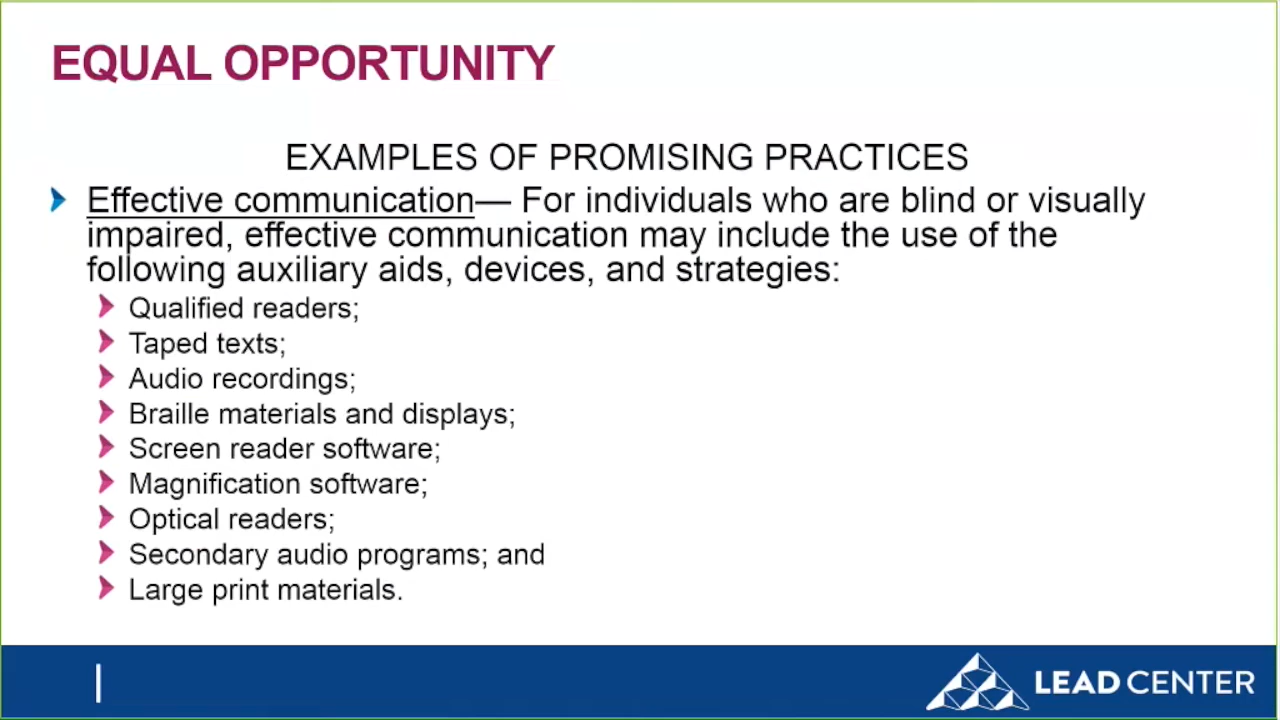 EQUAL OPPORTUNITY
EXAMPLES OF PROMISING PRACTICES
Effective communication— For individuals who are blind or visually
impaired, effective communication may include the use of the
following auxiliary aids, devices, and strategies:
Qualified readers;
Taped texts;
Audio recordings;
Braille materials and displays;
Screen reader software;
Magnification software;
Optical readers;
Secondary audio programs; and
Large print materials.
LEAD CENTER